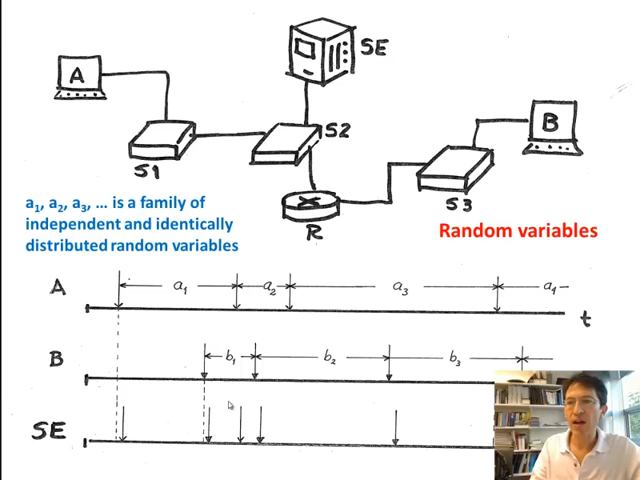 A
SE
S1
S2
R
S3
B
a1, a2, a3, … is a family of
independent and identically
distributed random variables
Random variables
A
a1
a2
a3
a1
t
B
b1
b2
b3
SE